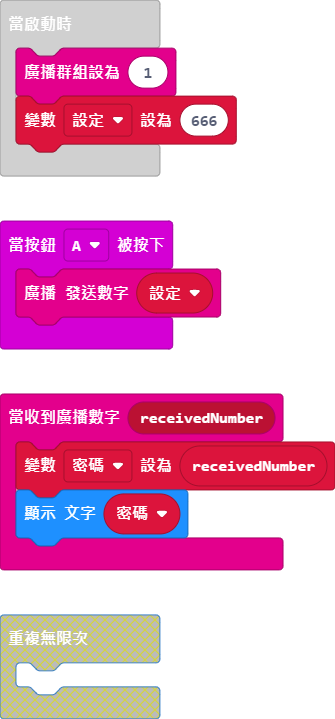 當啟動時
廣播群組設為 1
變數 設定 設為 666
當按鈕 A 被按下
廣播 發送數字 設定
當收到廣播數字 receivedNumber
變數 密碼 設為 receivedNumber
顯示 文字 密碼
重複無限次